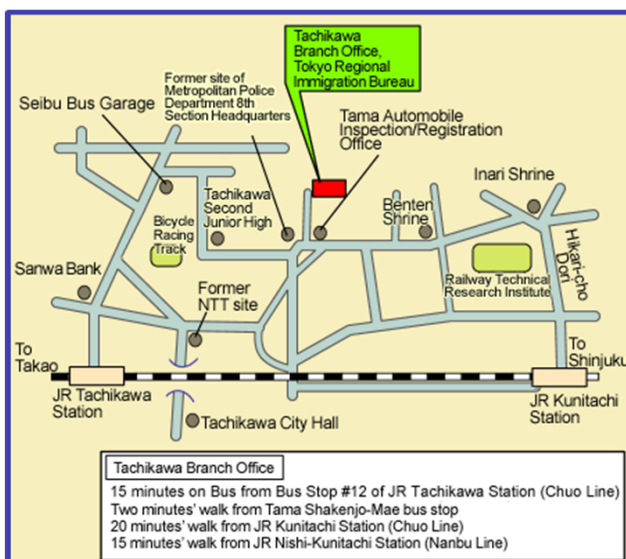 Tachikawa
Branch Office,
Tokyo Regional
Immigration Bureau
Former site of
Metropolitan Police
Department 8th
Section Headquarters
Seibu Bus Garage
Tama Automobile
Inspection/Registration
Office
Inari Shrine
Tachikawa
Second
Junior High
Benten
Shrine
Bicycle
Racing
Track
Hikari-cho
Dori
Sanwa Bank
Former
NTT site
Railway Technical
Research Institute
To
Takao
To
Shinjuku
JR Tachikawa
Station
JR Kunitachi
Station
Tachikawa City Hall
Tachikawa Branch Office
15 minutes on Bus from Bus Stop #12 of JR Tachikawa Station (Chuo Line)
Two minutes' walk from Tama Shakenjo-Mae bus stop
20 minutes' walk from JR Kunitachi Station (Chuo Line)
15 minutes' walk from JR Nishi-Kunitachi Station (Nanbu Line)